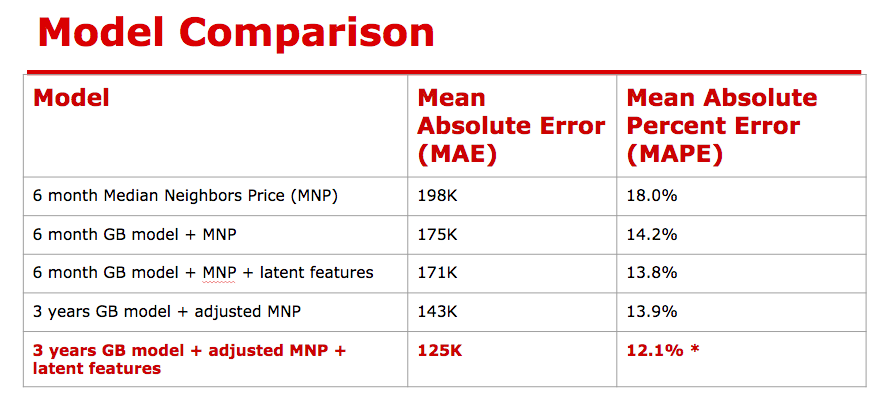 Model Comparison
Model
Mean
Absolute Error
(MAE)
Mean Absolute
Percent Error
(MAPE)
6 month Median Neighbors Price (MNP)
198K
18.0%
6 month GB model + MNP
175K
14.2%
6 month GB model + MNP + latent features
171K
13.8%
3 years GB model + adjusted MNP
143K
13.9%
3 years GB model + adjusted MNP +
latent features
125K
12.1% *